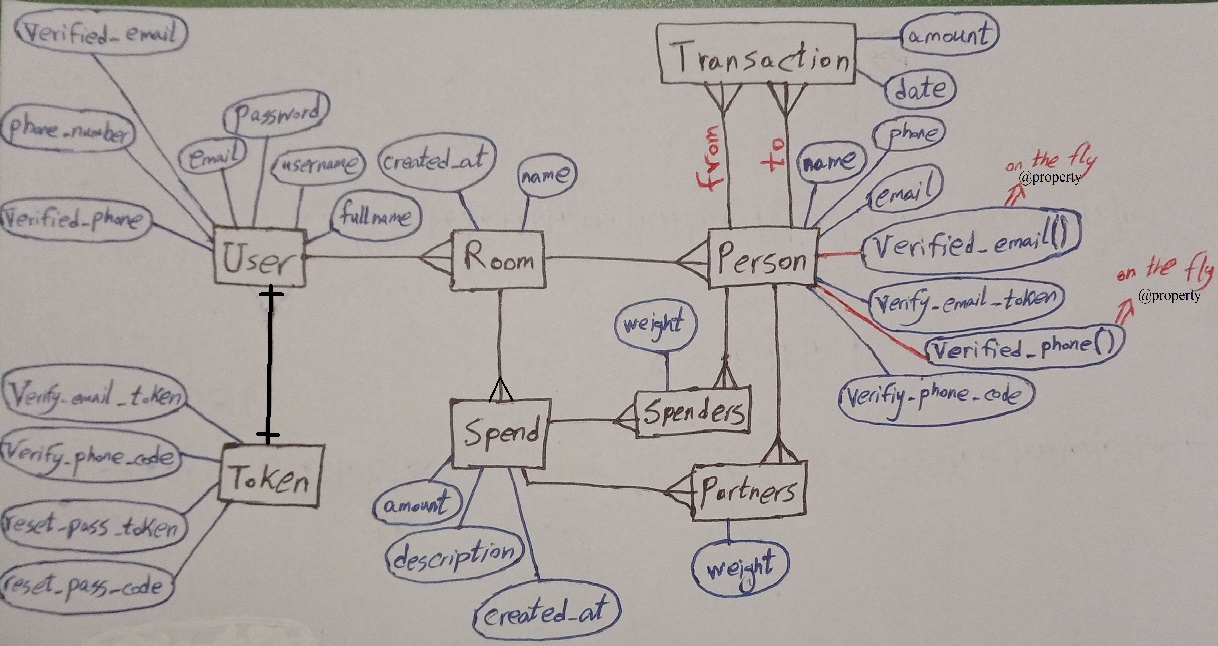 Verified_email
Transaction
amount
date
phone_number
password
email
username
created_at
name
from
to
name
phone
email
on the fly
@property
Verified_phone
fullname
User
Room
Person
Verified_email()
on the fly
@property
weight
Verify_email_token
Verified_phone()
Verifiy_phone_code
Verify_email_token
Verify_phone_code
Token
reset_pass_token
reset_pass_code
Spend
Spenders
Partners
amount
description
created_at
weight